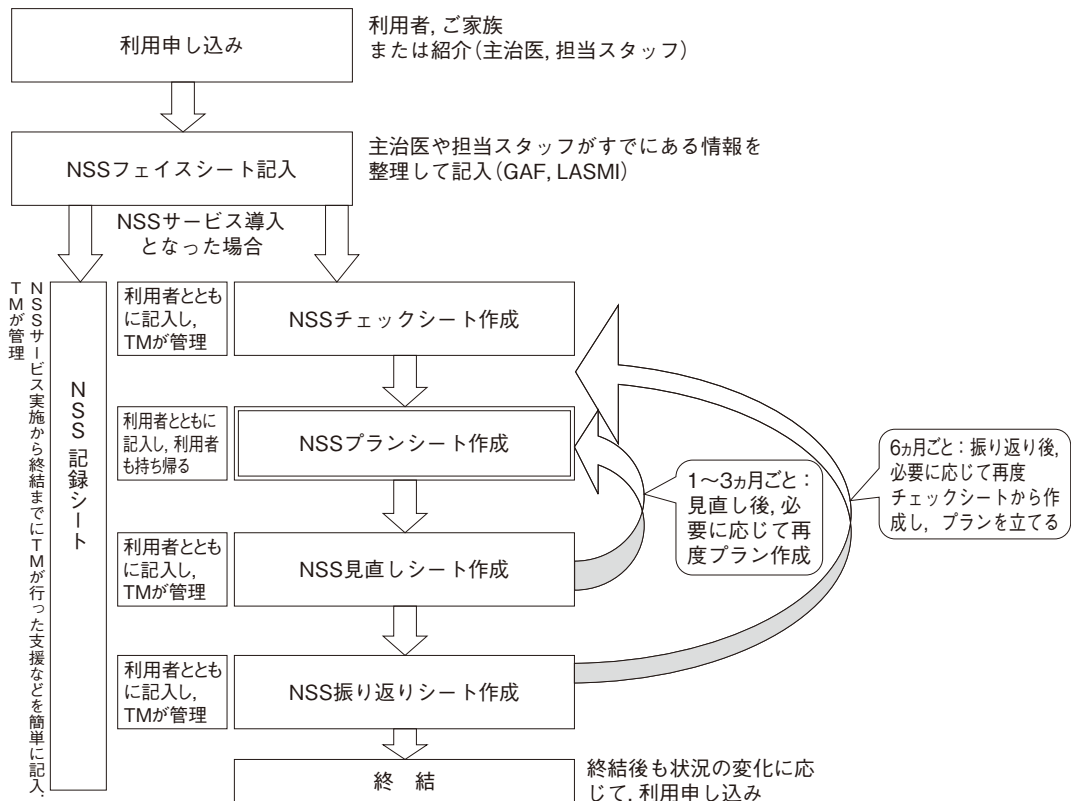 利用申し込み
利用者, ご家族
または紹介(主治医, 担当スタッフ)
NSSフェイスシート記入
主治医や担当スタッフがすでにある情報を
整理して記入(GAF, LASMI)
NSSサービス導入
となった場合
NSSサービス実施から終結までにTMが行った支援などを簡単に記入,
TMが管理
NSS記録シート
利用者ととも
に記入し,
TMが管理
NSSチェックシート作成
利用者とともに
記入し, 利用者
も持ち帰る
NSSプランシート作成
1〜3ヵ月ごと:
見直し後, 必
要に応じて再
度プラン作成
6ヵ月ごと:振り返り後,
必要に応じて再度
チェックシートから作
成し, プランを立てる
利用者ととも
に記入し,
TMが管理
NSS見直しシート作成
利用者ととも
に記入し,
TMが管理
NSS振り返りシート作成
終 結
終結後も状況の変化に応
じて, 利用申し込み